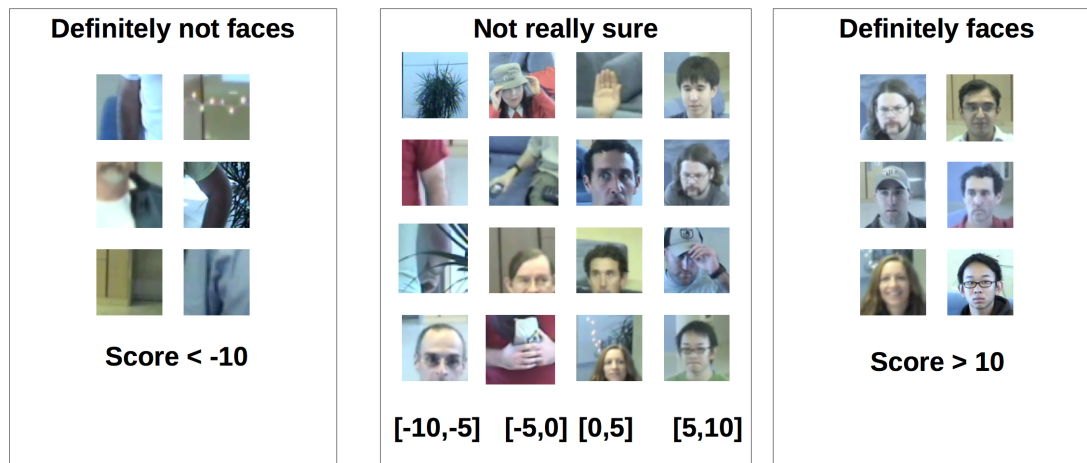 Definitely not faces
Not really sure
Definitely faces
Score < -10
Score > 10
[-10,-5] [-5,0] [0,5] [5,10]